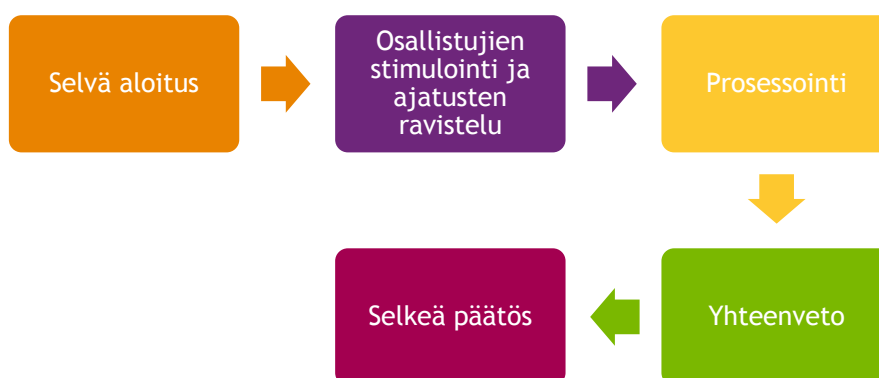 Selvä aloitus
Osallistujien
stimulointi ja
ajatusten
ravistelu
Prosessointi
Yhteenveto
Selkeä päätös